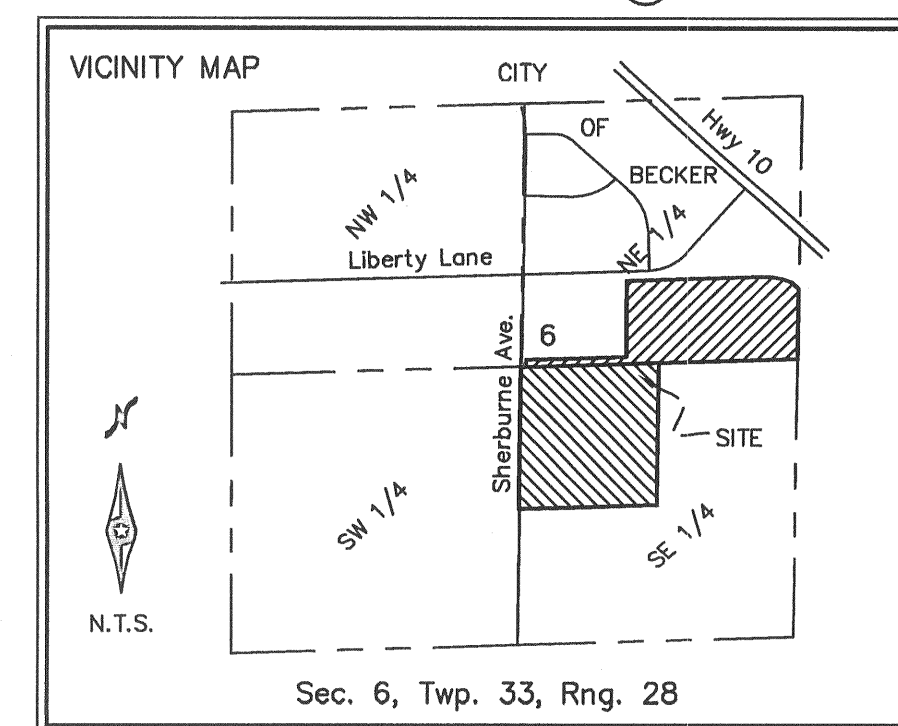 VICINITY MAP
CITY
OF
BECKER
Hwy 10
NW 1/4
NE 1/4
Liberty Lane
6
Sherburne Ave.
N
SITE
SW 1/4
SE 1/4
N.T.S.
Sec. 6, Twp. 33, Rng. 28